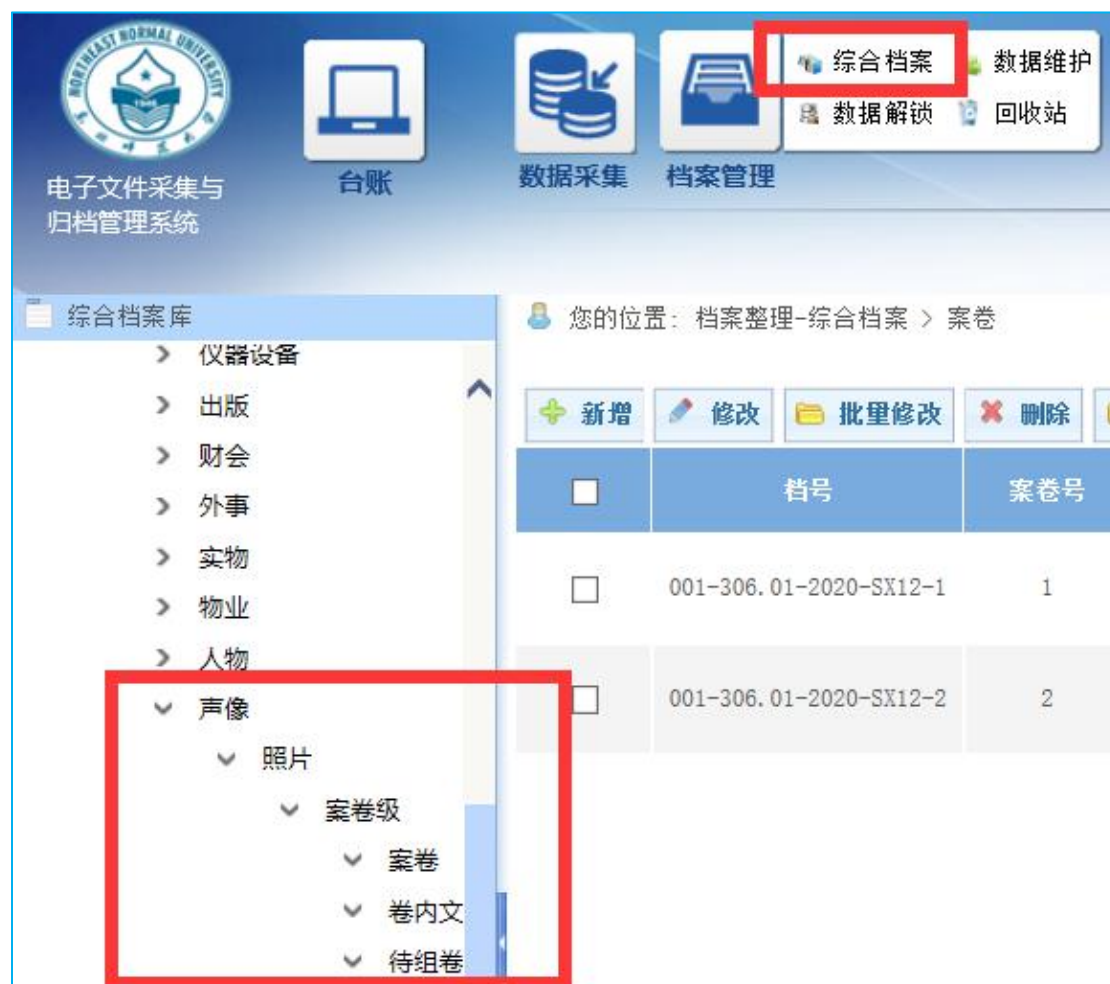 NORTHEAST NORMAL UNIVERSITY
1946
电子文件采集与
归档管理系统
台账
数据采集
档案管理
综合档案
数据维护
数据解锁
回收站
综合档案库
仪器设备
出版
财会
外事
实物
物业
人物
声像
照片
案卷级
案卷
卷内文
待组卷
您的位置: 档案整理-综合档案 > 案卷
新增 修改 批里修改 删除
档号 案卷号
001-306.01-2020-SX12-1 1
001-306.01-2020-SX12-2 2